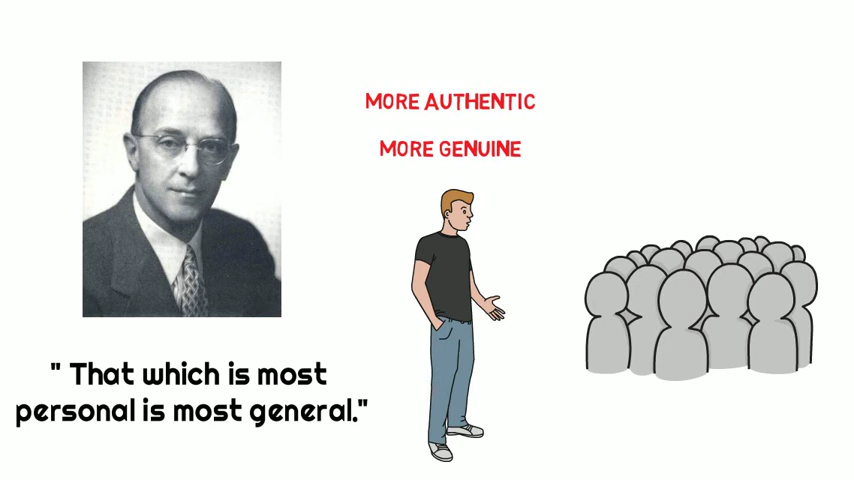 MORE AUTHENTIC
MORE GENUINE
" That which is most
personal is most general."